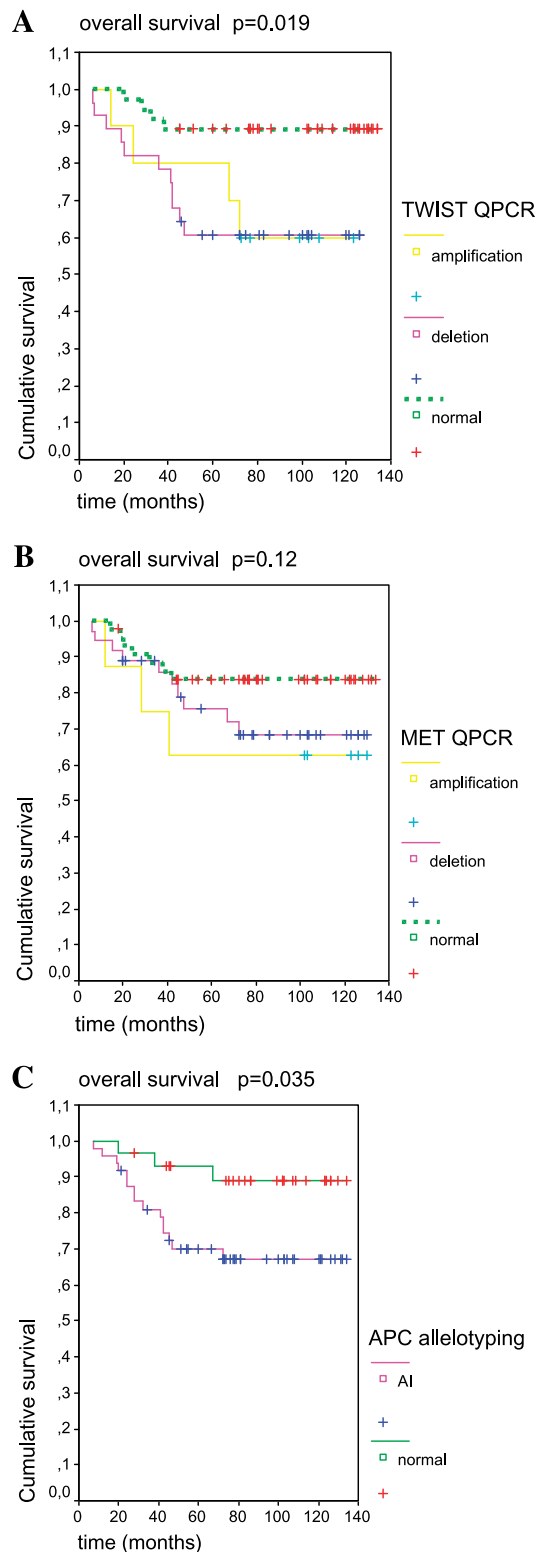 A
overall survival p=0.019
1,1
1,0
,9
,8
,7
,6
,5
,4
,3
,2
,1
0,0
Cumulative survival
0 20 40 60 80 100 120 140
time (months)
TWIST QPCR
amplification
deletion
normal
B
overall survival p=0.12
1,1
1,0
,9
,8
,7
,6
,5
,4
,3
,2
,1
0,0
Cumulative survival
0 20 40 60 80 100 120 140
time (months)
MET QPCR
amplification
deletion
normal
C
overall survival p=0.035
1,1
1,0
,9
,8
,7
,6
,5
,4
,3
,2
,1
0,0
Cumulative survival
0 20 40 60 80 100 120 140
time (months)
APC allelotyping
AI
normal